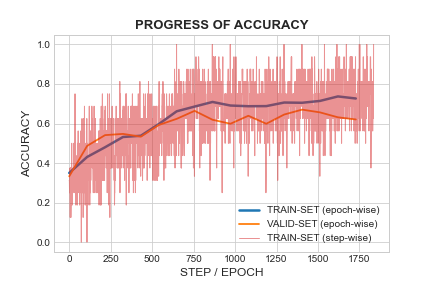 PROGRESS OF ACCURACY
1.0
0.8
0.6
0.4
0.2
0.0
ACCURACY
TRAIN-SET (epoch-wise)
VALID-SET (epoch-wise)
TRAIN-SET (step-wise)
0 250 500 750 1000 1250 1500 1750
STEP / EPOCH